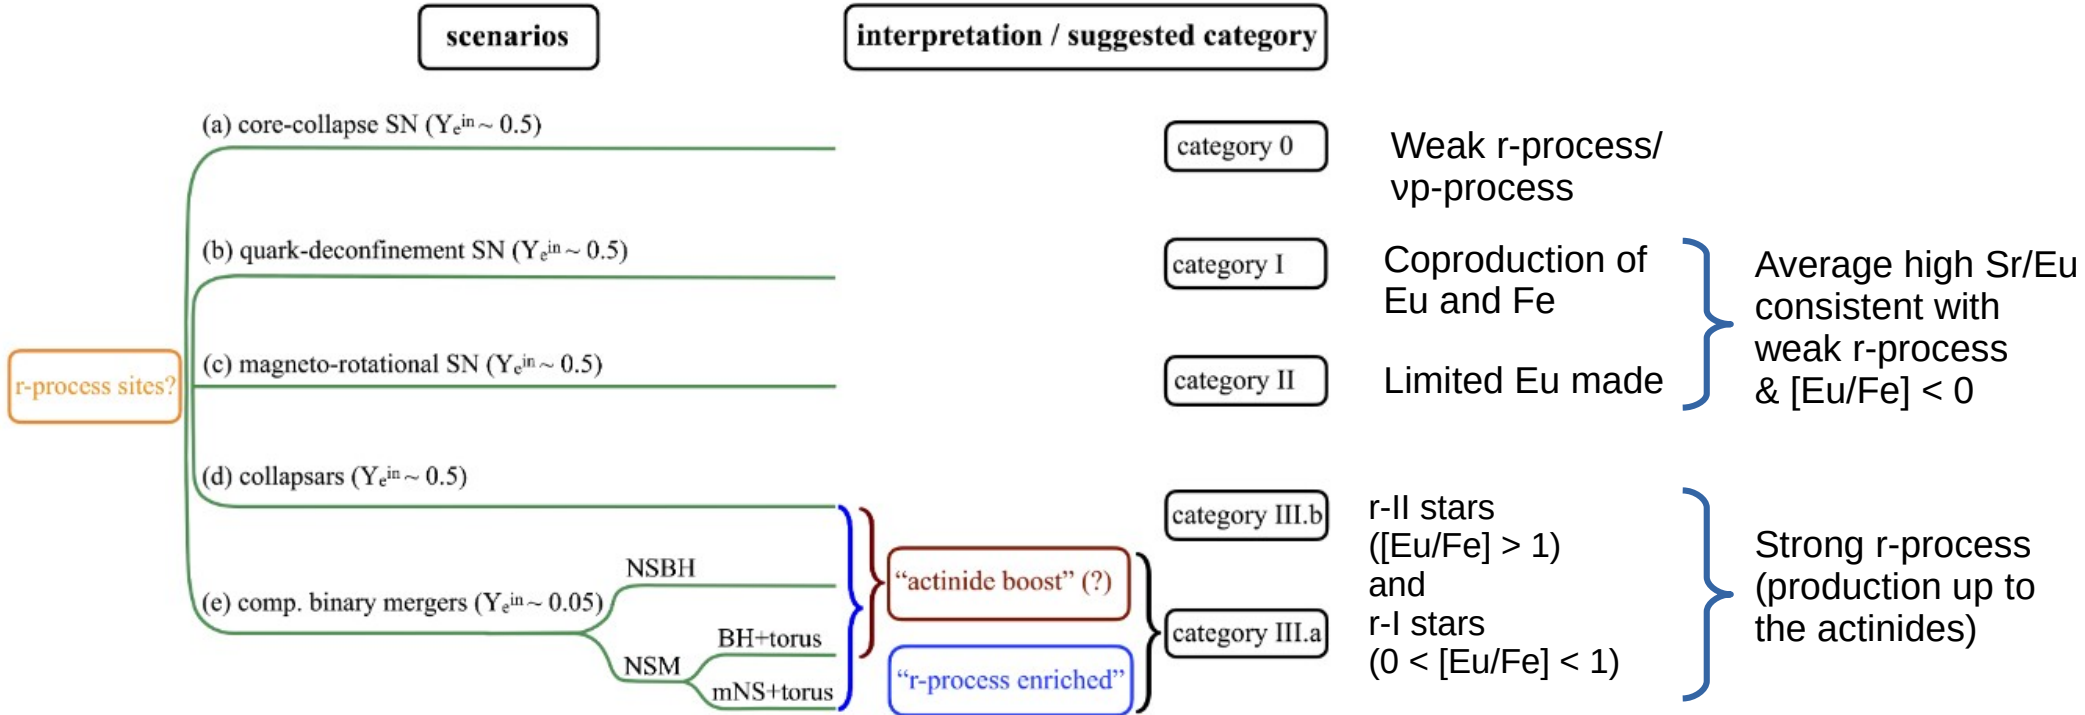 scenarios
interpretation / suggested category
(a) core-collapse SN (Yₑⁱⁿ ~ 0.5)
category 0
Weak r-process/
νp-process
(b) quark-deconfinement SN (Yₑⁱⁿ ~ 0.5)
category I
Coproduction of
Eu and Fe
Average high Sr/Eu
consistent with
weak r-process
& [Eu/Fe] < 0
r-process sites?
(c) magneto-rotational SN (Yₑⁱⁿ ~ 0.5)
category II
Limited Eu made
(d) collapsars (Yₑⁱⁿ ~ 0.5)
category III.b
r-II stars
([Eu/Fe] > 1)
and
r-I stars
(0 < [Eu/Fe] < 1)
Strong r-process
(production up to
the actinides)
NSBH
"actinide boost" (?)
(e) comp. binary mergers (Yₑⁱⁿ ~ 0.05)
BH+torus
category III.a
NSM
mNS+torus
"r-process enriched"